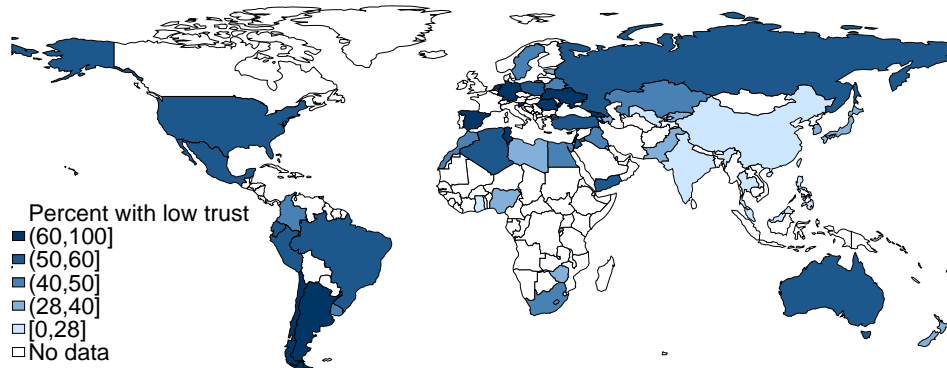 Percent with low trust
(60,100]
(50,60]
(40,50]
(28,40]
[0,28]
No data